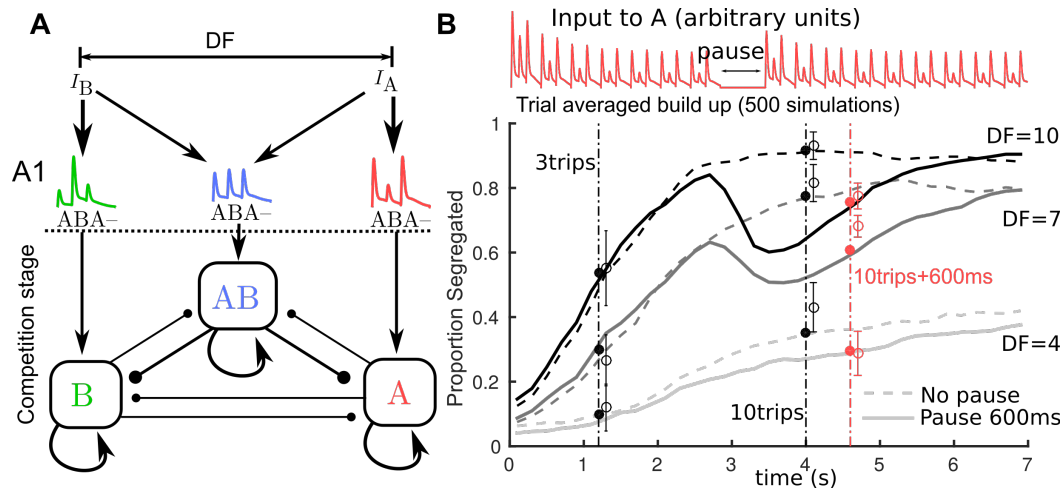 A
DF
I_B
I_A
A1
ABA–
ABA–
ABA–
Competition stage
AB
B
A
B
Input to A (arbitrary units)
pause
Trial averaged build up (500 simulations)
Proportion Segregated
1
0.8
0.6
0.4
0.2
0
3trips
10trips
10trips+600ms
DF=10
DF=7
DF=4
No pause
Pause 600ms
0 1 2 3 4 5 6 7
time (s)